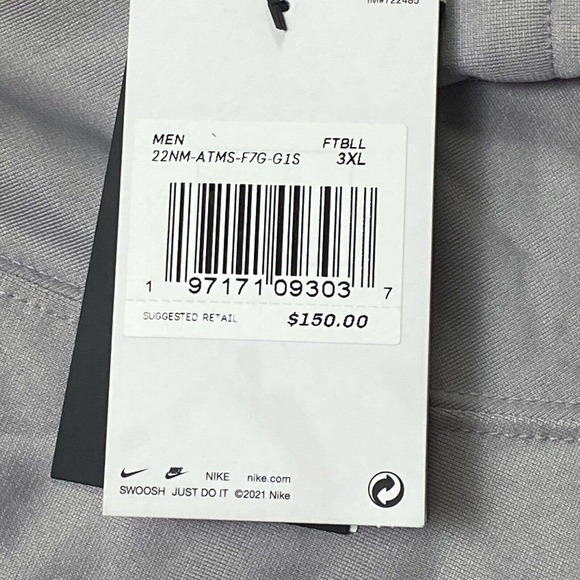 MEN FTBLL
22NM-ATMS-F7G-G1S 3XL
1 97171 09303 7
SUGGESTED RETAIL $150.00
NIKE nike.com
SWOOSH JUST DO IT ©2021 Nike